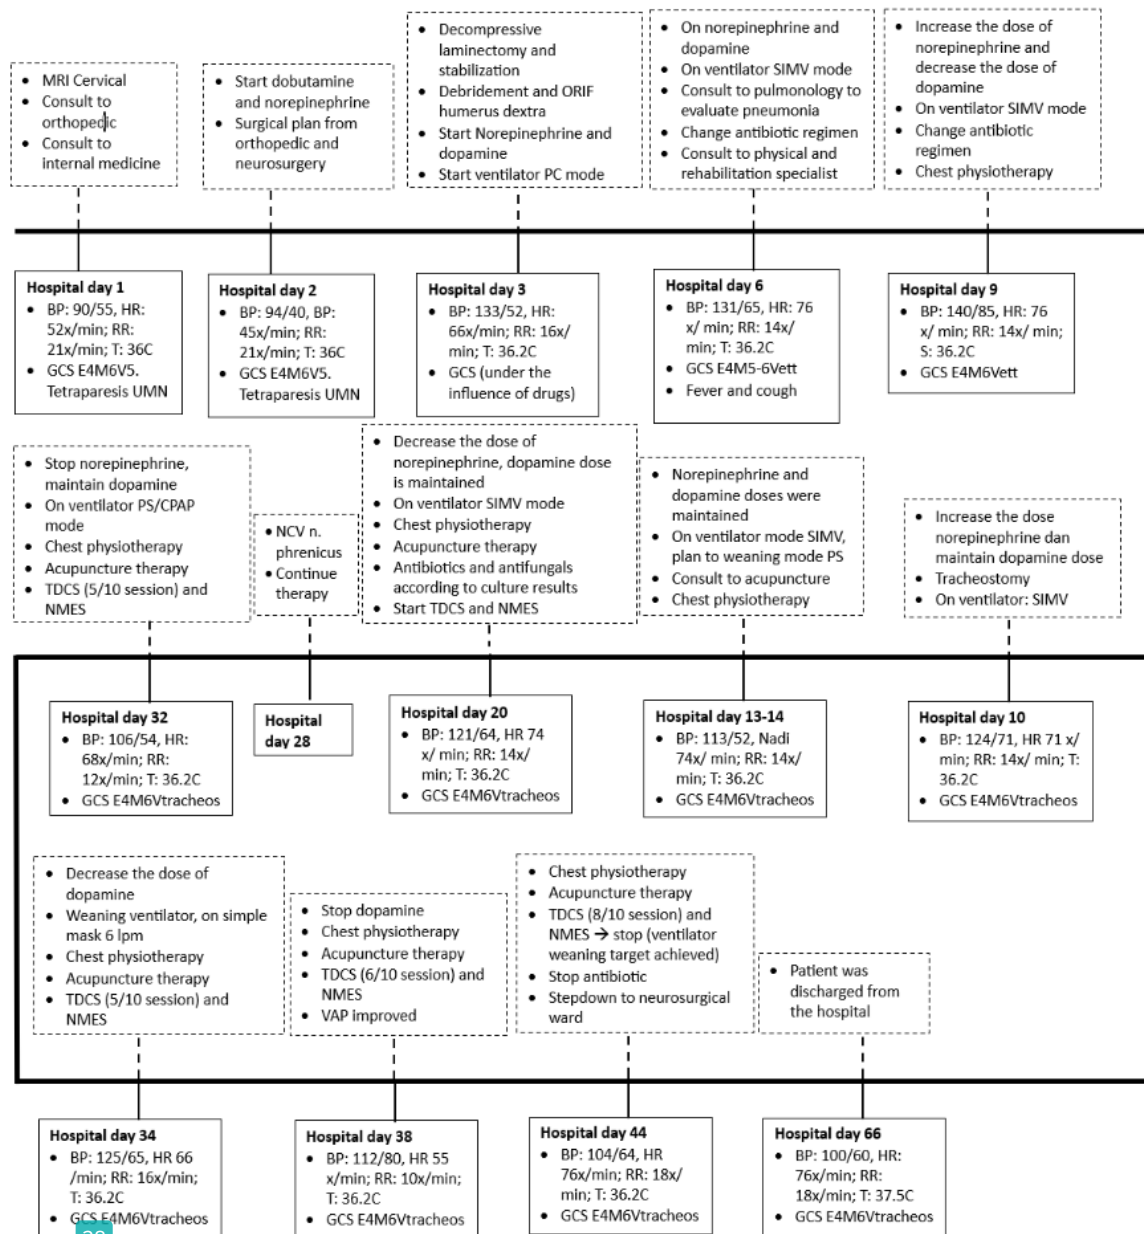 • MRI Cervical
• Consult to
orthopedic
• Consult to
internal medicine
• Start dobutamine
and norepinephrine
• Surgical plan from
orthopedic and
neurosurgery
• Decompressive
laminectomy and
stabilization
• Debridement and ORIF
humerus dextra
• Start Norepinephrine and
dopamine
• Start ventilator PC mode
• On norepinephrine and
dopamine
• On ventilator SIMV mode
• Consult to pulmonology to
evaluate pneumonia
• Change antibiotic regimen
• Consult to physical and
rehabilitation specialist
• Increase the dose of
norepinephrine and
decrease the dose of
dopamine
• On ventilator SIMV mode
• Change antibiotic
regimen
• Chest physiotherapy
Hospital day 1
• BP: 90/55, HR:
52x/min; RR:
21x/min; T: 36C
• GCS E4M6V5.
Tetraparesis UMN
Hospital day 2
• BP: 94/40, BP:
45x/min; RR:
21x/min; T: 36C
• GCS E4M6V5.
Tetraparesis UMN
Hospital day 3
• BP: 133/52, HR:
66x/min; RR: 16x/
min; T: 36.2C
• GCS (under the
influence of drugs)
Hospital day 6
• BP: 131/65, HR: 76
x/ min; RR: 14x/
min; T: 36.2C
• GCS E4M5-6Vett
• Fever and cough
Hospital day 9
• BP: 140/85, HR: 76
x/ min; RR: 14x/ min;
S: 36.2C
• GCS E4M6Vett
• Stop norepinephrine,
maintain dopamine
• On ventilator PS/CPAP
mode
• Chest physiotherapy
• Acupuncture therapy
• TDCS (5/10 session) and
NMES
• NCV n.
phrenicus
• Continue
therapy
• Decrease the dose of
norepinephrine, dopamine dose
is maintained
• On ventilator SIMV mode
• Chest physiotherapy
• Acupuncture therapy
• Antibiotics and antifungals
according to culture results
• Start TDCS and NMES
• Norepinephrine and
dopamine doses were
maintained
• On ventilator mode SIMV,
plan to weaning mode PS
• Consult to acupuncture
• Chest physiotherapy
• Increase the dose
norepinephrine dan
maintain dopamine dose
• Tracheostomy
• On ventilator: SIMV
Hospital day 32
• BP: 106/54, HR:
68x/min; RR:
12x/min; T: 36.2C
• GCS E4M6Vtracheos
Hospital
day 28
Hospital day 20
• BP: 121/64, HR 74
x/ min; RR: 14x/
min; T: 36.2C
• GCS E4M6Vtracheos
Hospital day 13-14
• BP: 113/52, Nadi
74x/ min; RR: 14x/
min; T: 36.2C
• GCS E4M6Vtracheos
Hospital day 10
• BP: 124/71, HR 71 x/
min; RR: 14x/ min; T:
36.2C
• GCS E4M6Vtracheos
• Decrease the dose of
dopamine
• Weaning ventilator, on simple
mask 6 lpm
• Chest physiotherapy
• Acupuncture therapy
• TDCS (5/10 session) and
NMES
• Stop dopamine
• Chest physiotherapy
• Acupuncture therapy
• TDCS (6/10 session) and
NMES
• VAP improved
• Chest physiotherapy
• Acupuncture therapy
• TDCS (8/10 session) and
NMES → stop (ventilator
weaning target achieved)
• Stop antibiotic
• Stepdown to neurosurgical
ward
• Patient was
discharged from
the hospital
Hospital day 34
• BP: 125/65, HR 66
/min; RR: 16x/min;
T: 36.2C
• GCS E4M6Vtracheos
Hospital day 38
• BP: 112/80, HR 55
x/min; RR: 10x/min;
T: 36.2C
• GCS E4M6Vtracheos
Hospital day 44
• BP: 104/64, HR
76x/min; RR: 18x/
min; T: 36.2C
• GCS E4M6Vtracheos
Hospital day 66
• BP: 100/60, HR:
76x/min; RR:
18x/min; T: 37.5C
• GCS E4M6Vtracheos